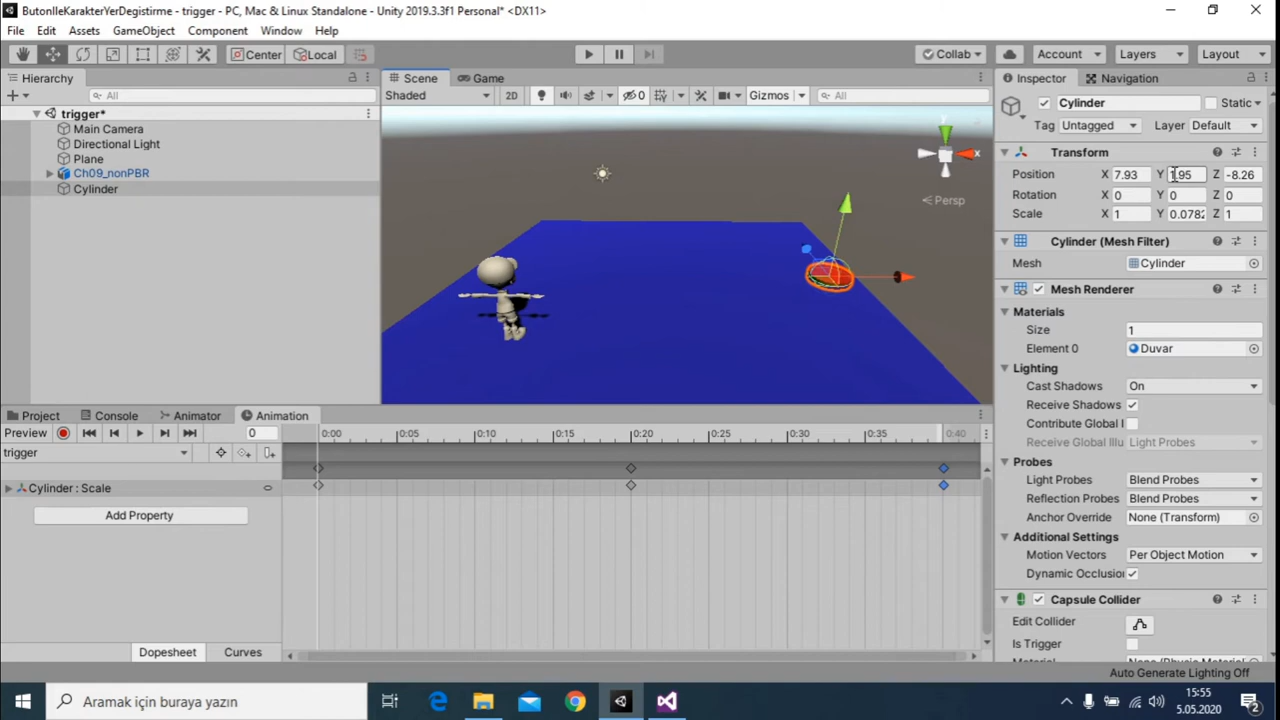 ButonIleKarakterYerDegistirme - trigger - PC, Mac & Linux Standalone - Unity 2019.3.3f1 Personal* <DX11>
File Edit Assets GameObject Component Window Help
Center Local Collab Account Layers Layout
Hierarchy Scene Game Inspector Navigation
All Shaded 2D 0 Gizmos All Cylinder Static
trigger*
Tag Untagged Layer Default
Main Camera
Directional Light
Plane
Ch09_nonPBR
Cylinder
y x
Persp
Transform
Position X 7.93 Y Z -8.26
Rotation X 0 Y 0 Z 0
Scale X 1 Y 0.0782 Z 1
Cylinder (Mesh Filter)
Mesh Cylinder
Mesh Renderer
Materials
Size 1
Element 0 Duvar
Lighting
Cast Shadows On
Receive Shadows
Contribute Global I
Receive Global Illu Light Probes
Probes
Light Probes Blend Probes
Reflection Probes Blend Probes
Anchor Override None (Transform)
Additional Settings
Motion Vectors Per Object Motion
Dynamic Occlusion
Capsule Collider
Edit Collider
Is Trigger
Material None (Physic Material
Project Console Animator Animation
Preview 0 0:00 0:05 0:10 0:15 0:20 0:25 0:30 0:35 0:40
trigger
Cylinder : Scale
Add Property
Dopesheet Curves
Auto Generate Lighting Off
Aramak için buraya yazın
15:55
5.05.2020
2